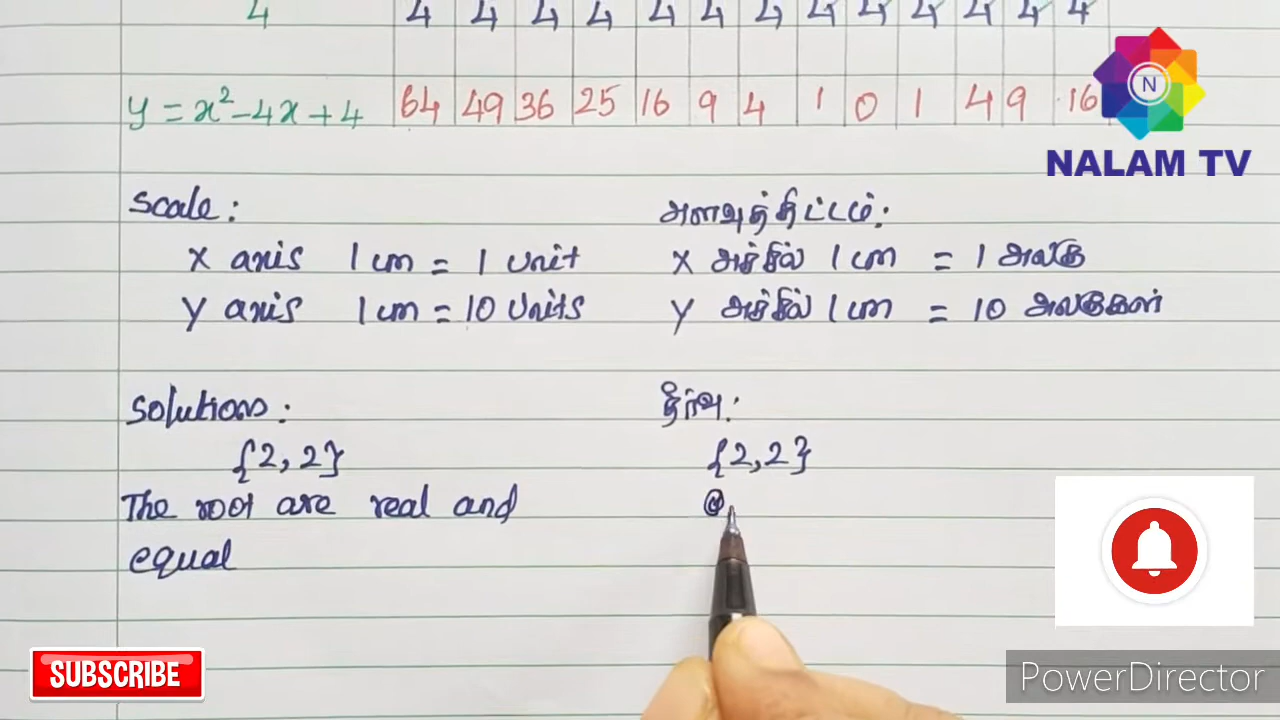 4 4 4 4 4 4 4 4 4 4 4 4 4 4
y = x² - 4x + 4 64 49 36 25 16 9 4 1 0 1 4 9 16
N
NALAM TV
Scale: அளவுத்திட்டம்:
X axis 1 cm = 1 Unit X அச்சில் 1 cm = 1 அலகு
Y axis 1 cm = 10 Units Y அச்சில் 1 cm = 10 அலகுகள்
Solutions: தீர்வு:
{2, 2} {2, 2}
The root are real and
equal
SUBSCRIBE
PowerDirector